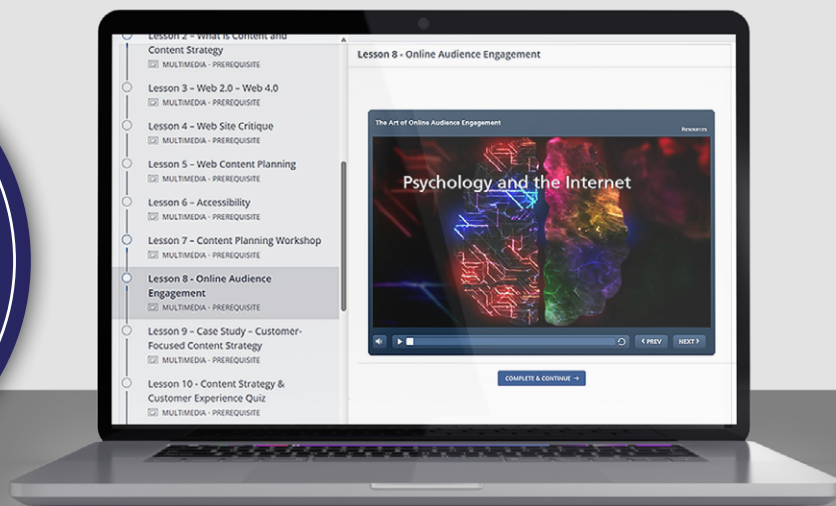 Lesson 2 – What is Content and
Content Strategy
MULTIMEDIA - PREREQUISITE
Lesson 3 – Web 2.0 – Web 4.0
MULTIMEDIA - PREREQUISITE
Lesson 4 – Web Site Critique
MULTIMEDIA - PREREQUISITE
Lesson 5 – Web Content Planning
MULTIMEDIA - PREREQUISITE
Lesson 6 – Accessibility
MULTIMEDIA - PREREQUISITE
Lesson 7 – Content Planning Workshop
MULTIMEDIA - PREREQUISITE
Lesson 8 - Online Audience
Engagement
MULTIMEDIA - PREREQUISITE
Lesson 9 – Case Study – Customer-
Focused Content Strategy
MULTIMEDIA - PREREQUISITE
Lesson 10 - Content Strategy &
Customer Experience Quiz
MULTIMEDIA - PREREQUISITE
Lesson 8 - Online Audience Engagement
The Art of Online Audience Engagement
Resources
Psychology and the Internet
PREV
NEXT
COMPLETE & CONTINUE →